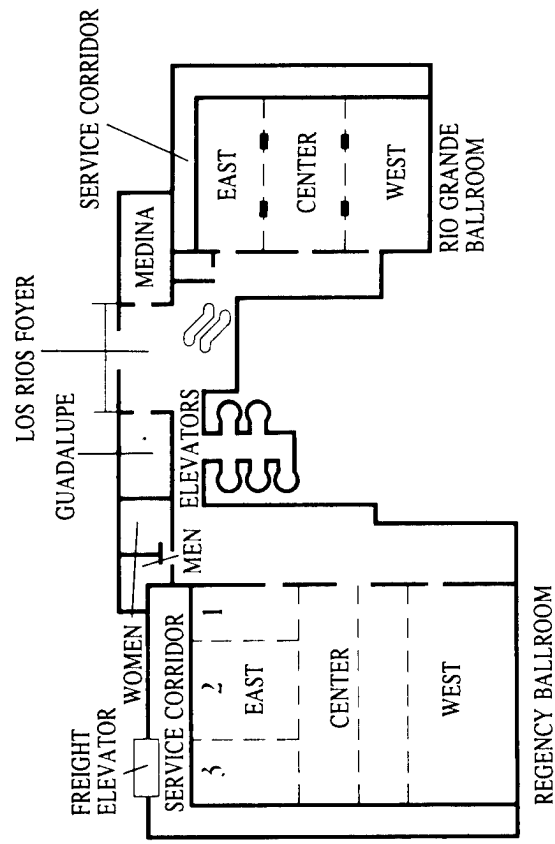 SERVICE CORRIDOR
LOS RIOS FOYER
GUADALUPE
MEDINA
EAST
CENTER
WEST
RIO GRANDE
BALLROOM
ELEVATORS
MEN
WOMEN
FREIGHT
ELEVATOR
SERVICE CORRIDOR
1
2
3
EAST
CENTER
WEST
REGENCY BALLROOM